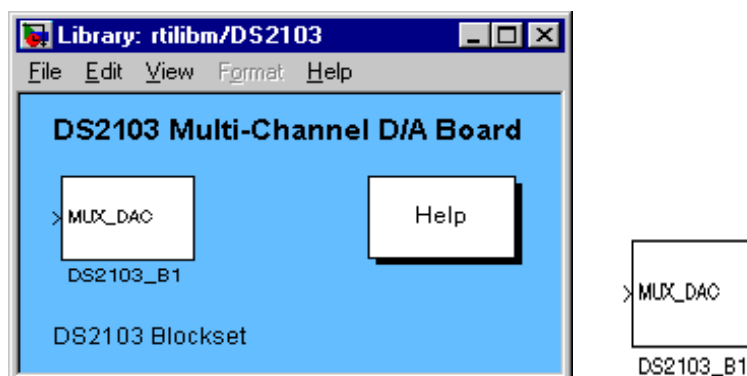 Library: rtilibm/DS2103
File Edit View Format Help
DS2103 Multi-Channel D/A Board
MUX_DAC
Help
DS2103_B1
DS2103 Blockset
MUX_DAC
DS2103_B1